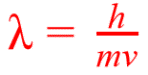 λ = h/mv